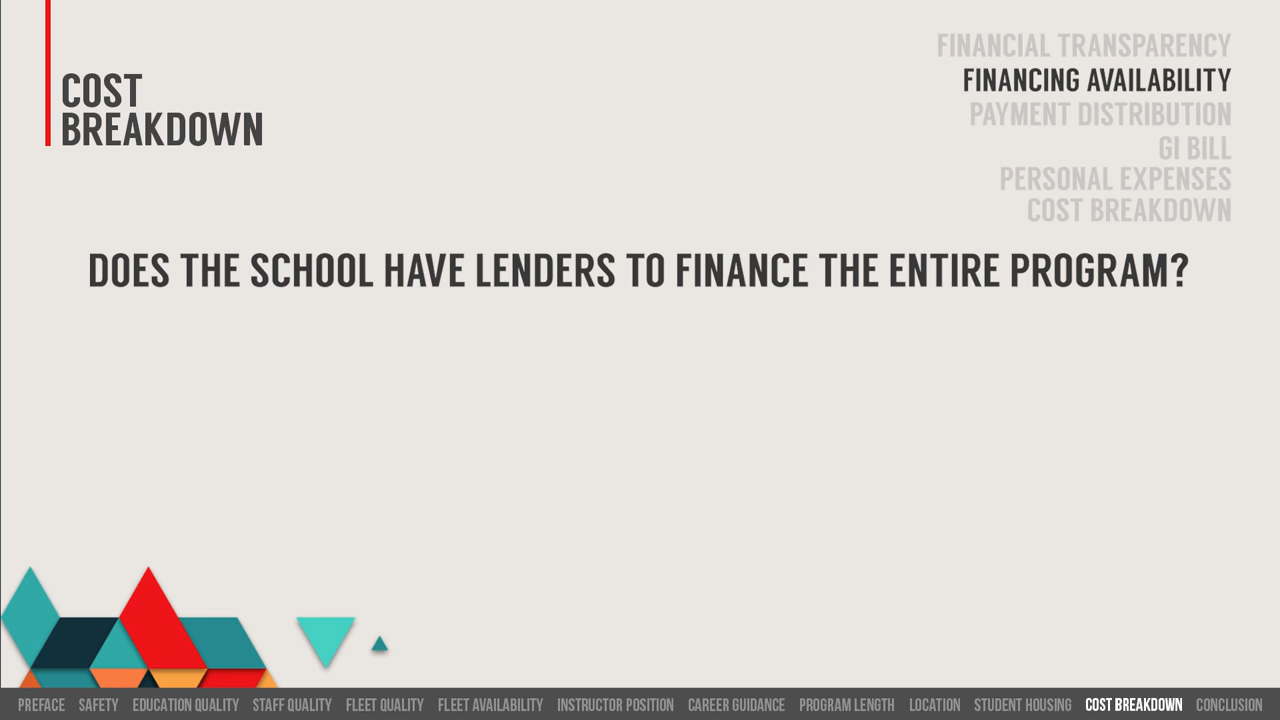 COST
BREAKDOWN
FINANCIAL TRANSPARENCY
FINANCING AVAILABILITY
PAYMENT DISTRIBUTION
GI BILL
PERSONAL EXPENSES
COST BREAKDOWN
DOES THE SCHOOL HAVE LENDERS TO FINANCE THE ENTIRE PROGRAM?
PREFACE SAFETY EDUCATION QUALITY STAFF QUALITY FLEET QUALITY FLEET AVAILABILITY INSTRUCTOR POSITION CAREER GUIDANCE PROGRAM LENGTH LOCATION STUDENT HOUSING COST BREAKDOWN CONCLUSION